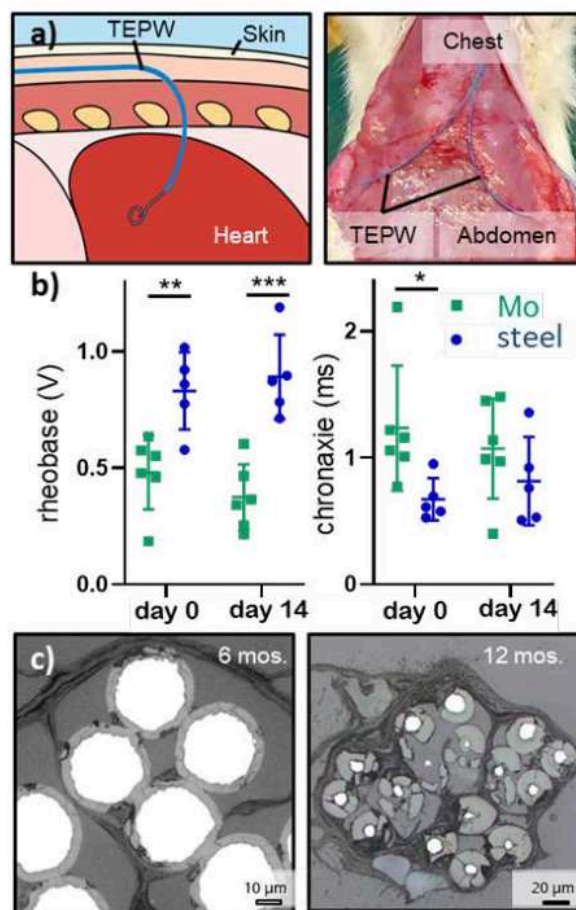 a)
TEPW
Skin
Heart
Chest
TEPW
Abdomen
b)
rheobase (V)
1.0
0.5
0.0
**
***
day 0
day 14
chronaxie (ms)
2
1
0
*
Mo
steel
day 0
day 14
c)
6 mos.
10 μm
12 mos.
20 μm